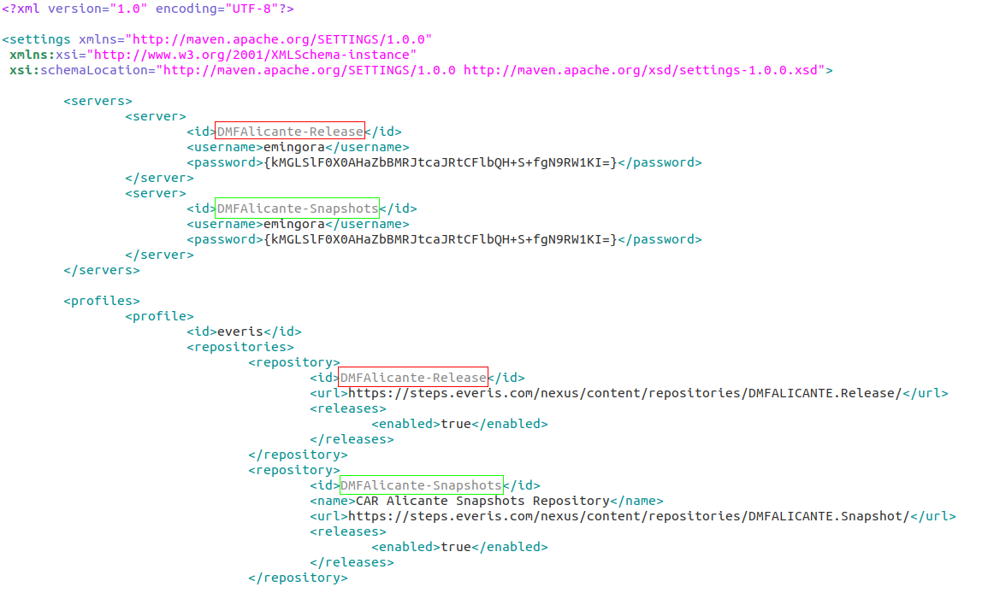 <?xml version="1.0" encoding="UTF-8"?>
<settings xmlns="http://maven.apache.org/SETTINGS/1.0.0"
xmlns:xsi="http://www.w3.org/2001/XMLSchema-instance"
xsi:schemaLocation="http://maven.apache.org/SETTINGS/1.0.0 http://maven.apache.org/xsd/settings-1.0.0.xsd">
<servers>
<server>
<id>DMFAlicante-Release</id>
<username>emingora</username>
<password>{kMGLSlF0X0AHaZbBMRJtcaJRtCFlbQH+S+fgN9RW1KI=}</password>
</server>
<server>
<id>DMFAlicante-Snapshots</id>
<username>emingora</username>
<password>{kMGLSlF0X0AHaZbBMRJtcaJRtCFlbQH+S+fgN9RW1KI=}</password>
</server>
</servers>
<profiles>
<profile>
<id>everis</id>
<repositories>
<repository>
<id>DMFAlicante-Release</id>
<url>https://steps.everis.com/nexus/content/repositories/DMFALICANTE.Release/</url>
<releases>
<enabled>true</enabled>
</releases>
</repository>
<repository>
<id>DMFAlicante-Snapshots</id>
<name>CAR Alicante Snapshots Repository</name>
<url>https://steps.everis.com/nexus/content/repositories/DMFALICANTE.Snapshot/</url>
<releases>
<enabled>true</enabled>
</releases>
</repository>